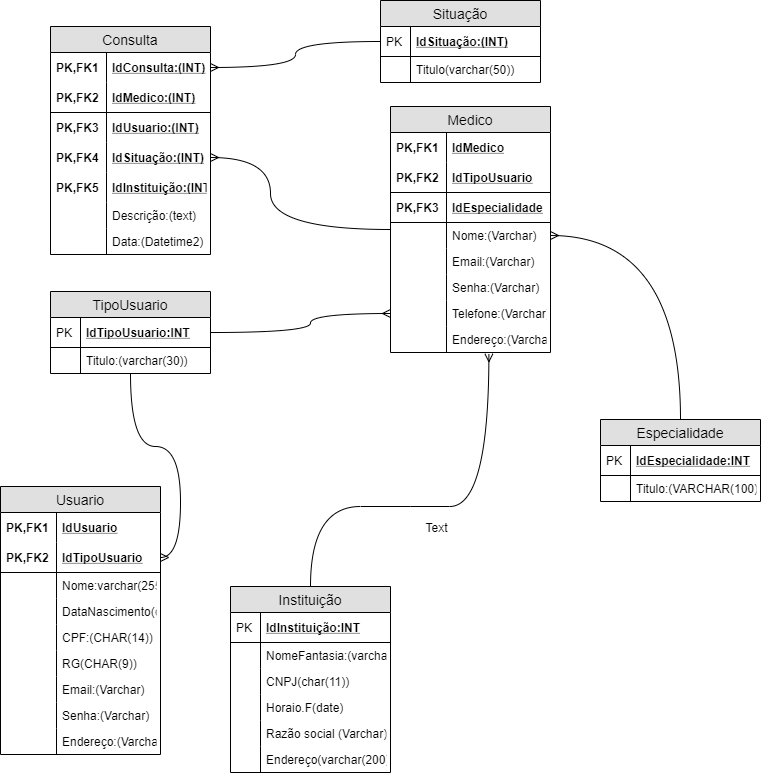 Situação
PK IdSituação:(INT)
Titulo(varchar(50))
Consulta
PK,FK1 IdConsulta:(INT)
PK,FK2 IdMedico:(INT)
PK,FK3 IdUsuario:(INT)
PK,FK4 IdSituação:(INT)
PK,FK5 IdInstituição:(INT
Descrição:(text)
Data:(Datetime2)
Medico
PK,FK1 IdMedico
PK,FK2 IdTipoUsuario
PK,FK3 IdEspecialidade
Nome:(Varchar)
Email:(Varchar)
Senha:(Varchar)
Telefone:(Varchar
Endereço:(Varcha
TipoUsuario
PK IdTipoUsuario:INT
Titulo:(varchar(30))
Especialidade
PK IdEspecialidade:INT
Titulo:(VARCHAR(100)
Usuario
PK,FK1 IdUsuario
PK,FK2 IdTipoUsuario
Nome:varchar(255
DataNascimento(
CPF:(CHAR(14))
RG(CHAR(9))
Email:(Varchar)
Senha:(Varchar)
Endereço:(Varcha
Text
Instituição
PK IdInstituição:INT
NomeFantasia:(varcha
CNPJ(char(11))
Horaio.F(date)
Razão social (Varchar)
Endereço(varchar(200